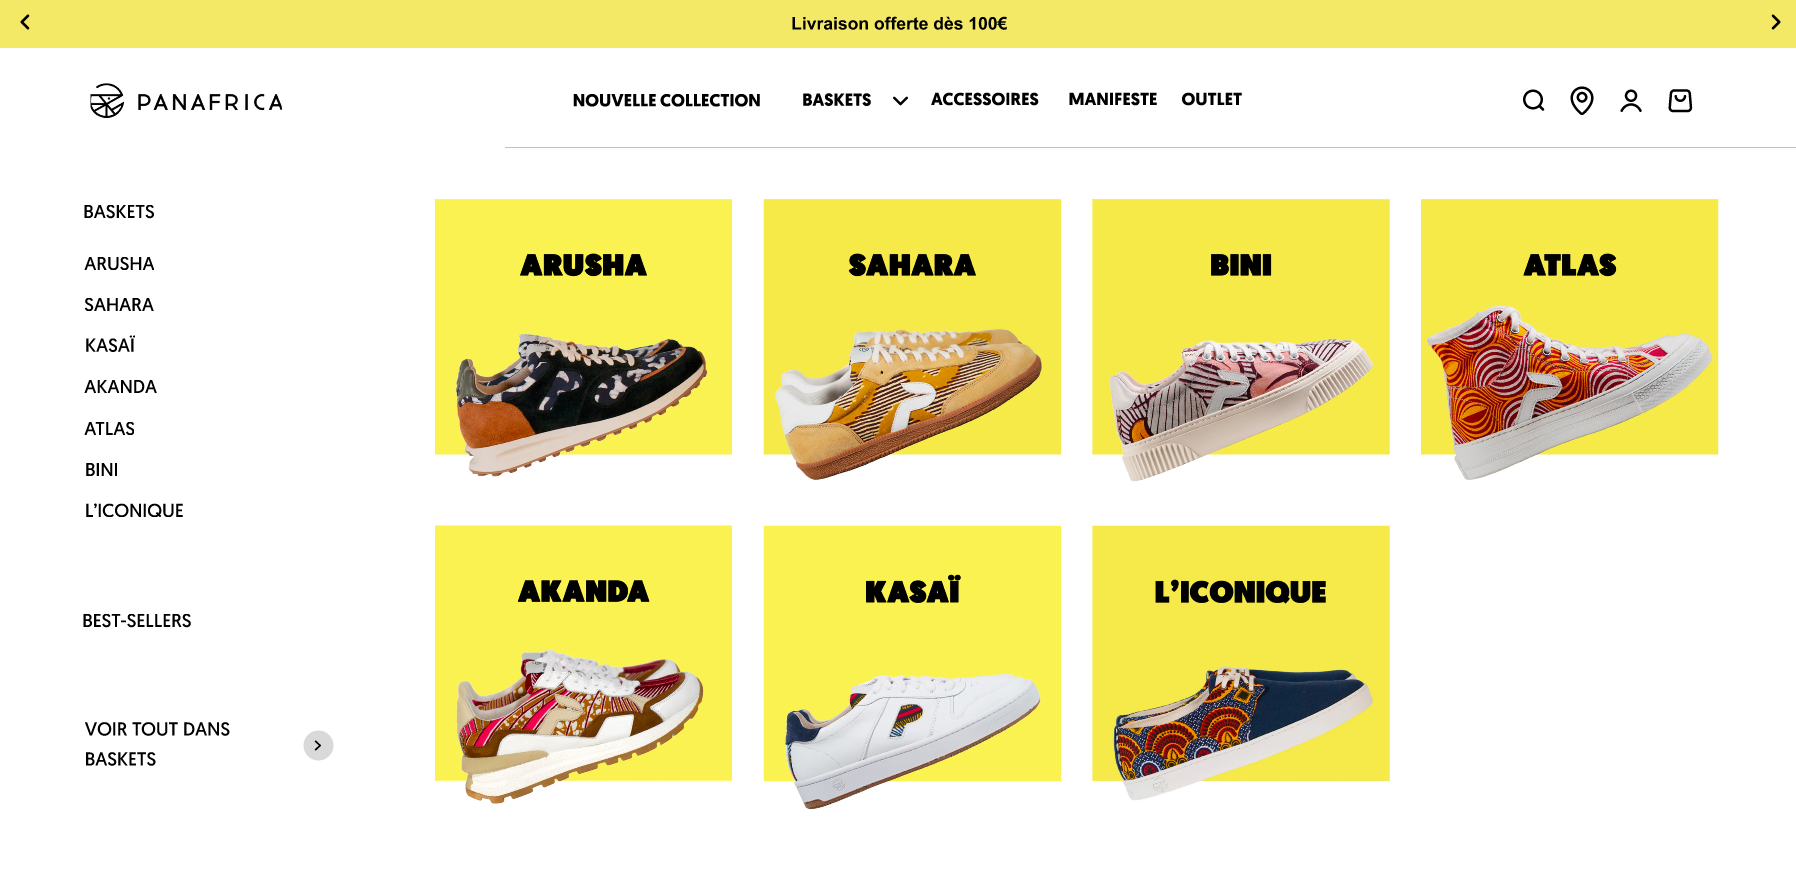 Livraison offerte dès 100€
PANAFRICA
NOUVELLE COLLECTION
BASKETS
ACCESSOIRES
MANIFESTE
OUTLET
BASKETS
ARUSHA
SAHARA
KASAÏ
AKANDA
ATLAS
BINI
L’ICONIQUE
BEST-SELLERS
VOIR TOUT DANS
BASKETS
ARUSHA
SAHARA
BINI
ATLAS
AKANDA
KASAÏ
L’ICONIQUE